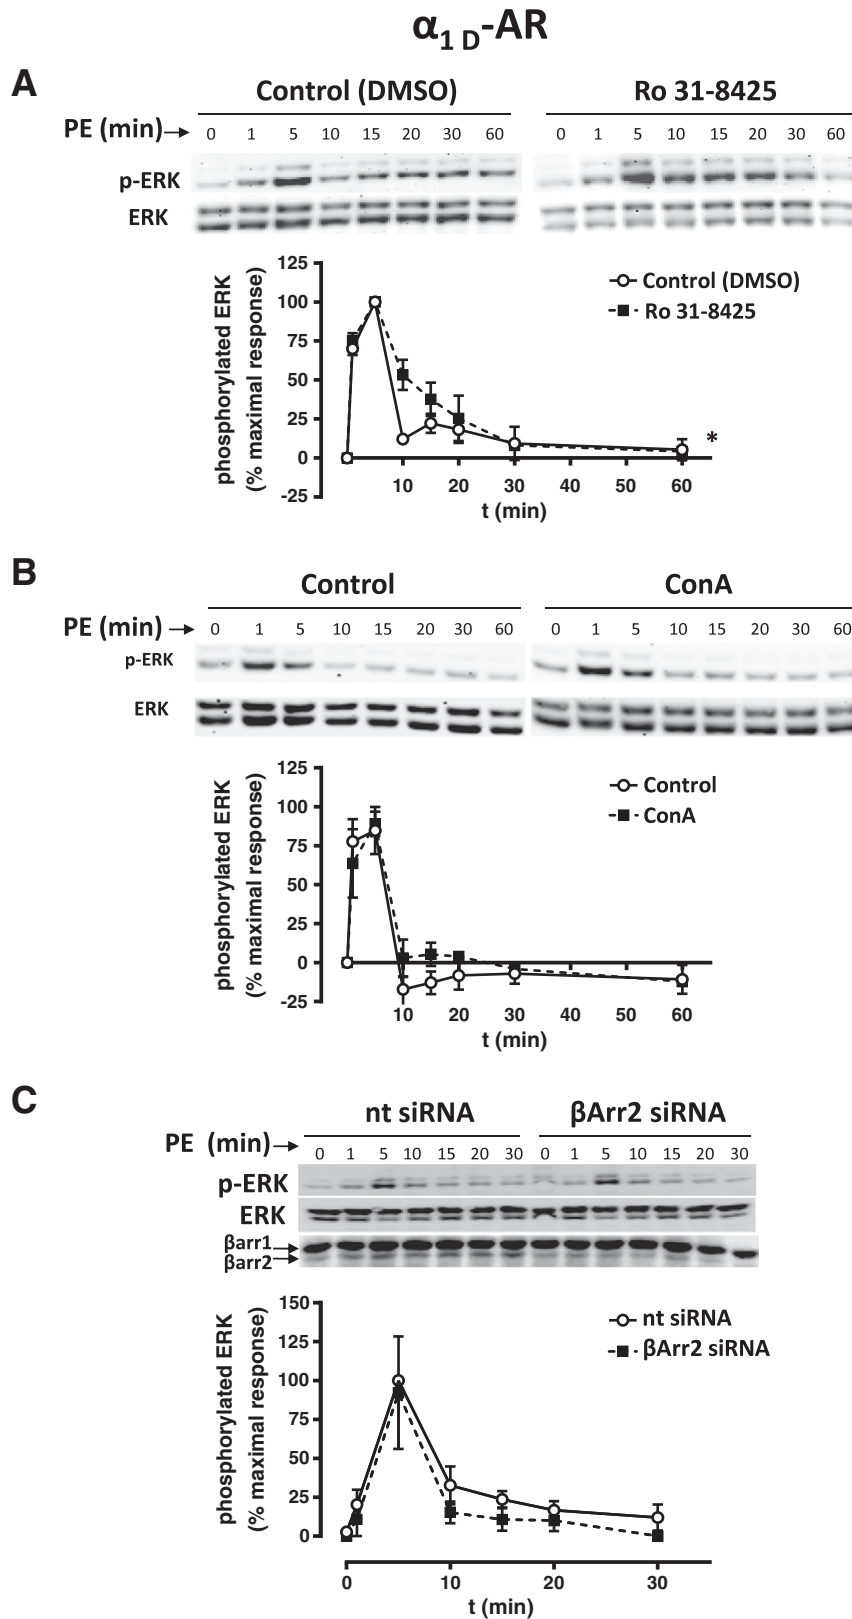 α1 D-AR
A
Control (DMSO) Ro 31-8425
PE (min) 0 1 5 10 15 20 30 60 0 1 5 10 15 20 30 60
p-ERK
ERK
phosphorylated ERK
(% maximal response)
125
100
75
50
25
0
-25
Control (DMSO)
Ro 31-8425
*
10 20 30 40 50 60
t (min)
B
Control ConA
PE (min) 0 1 5 10 15 20 30 60 0 1 5 10 15 20 30 60
p-ERK
ERK
phosphorylated ERK
(% maximal response)
125
100
75
50
25
0
-25
Control
ConA
10 20 30 40 50 60
t (min)
C
nt siRNA βArr2 siRNA
PE (min) 0 1 5 10 15 20 30 0 1 5 10 15 20 30
p-ERK
ERK
βarr1
βarr2
phosphorylated ERK
(% maximal response)
150
125
100
75
50
25
0
nt siRNA
βArr2 siRNA
0 10 20 30
t (min)